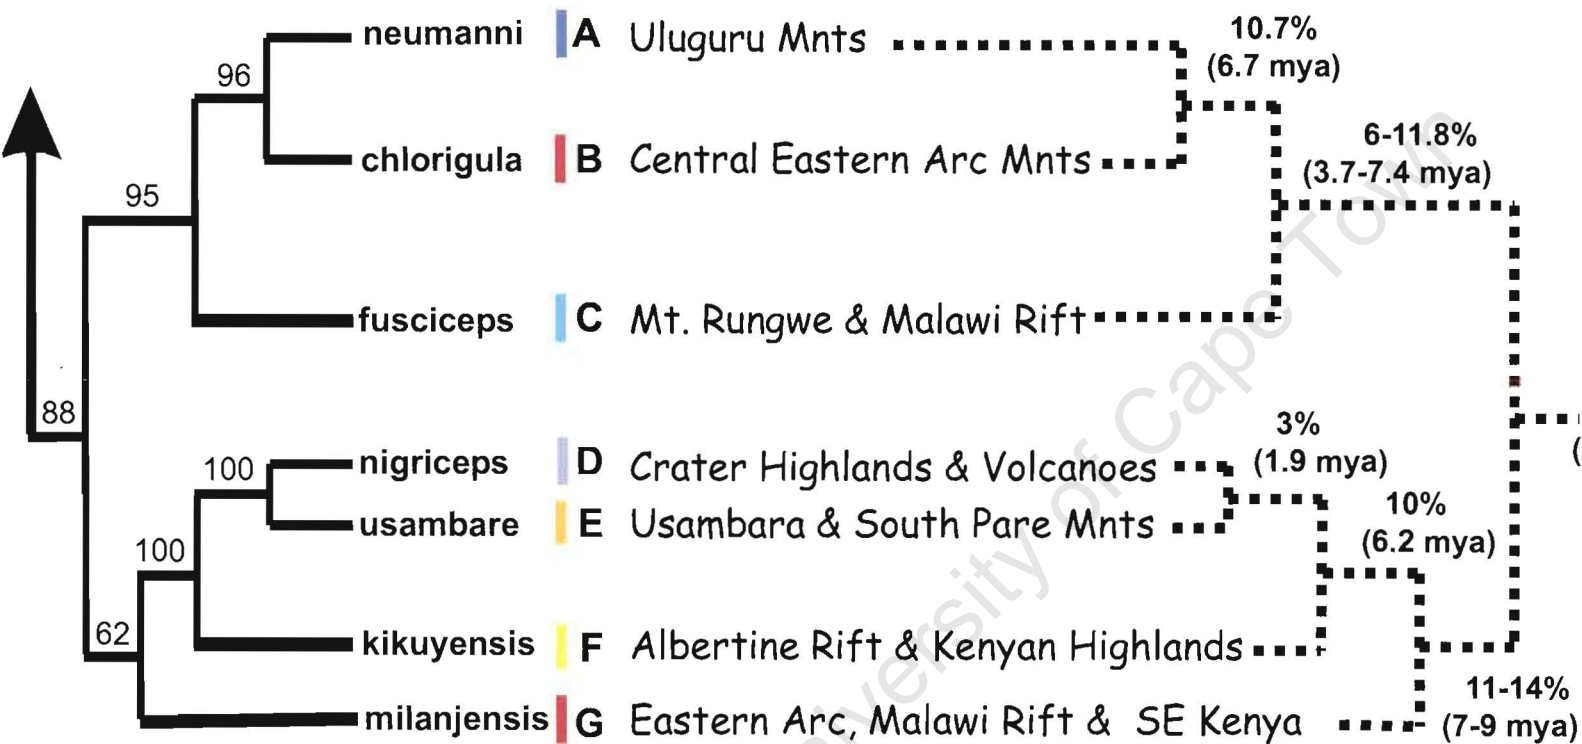 neumanni A Uluguru Mnts
10.7%
(6.7 mya)
96
chlorigula B Central Eastern Arc Mnts
6-11.8%
(3.7-7.4 mya)
95
fusciceps C Mt. Rungwe & Malawi Rift
88
nigriceps D Crater Highlands & Volcanoes
3%
(1.9 mya)
100
usambare E Usambara & South Pare Mnts
10%
(6.2 mya)
100
kikuyensis F Albertine Rift & Kenyan Highlands
62
milanjensis G Eastern Arc, Malawi Rift & SE Kenya
11-14%
(7-9 mya)
(
University of Cape Town